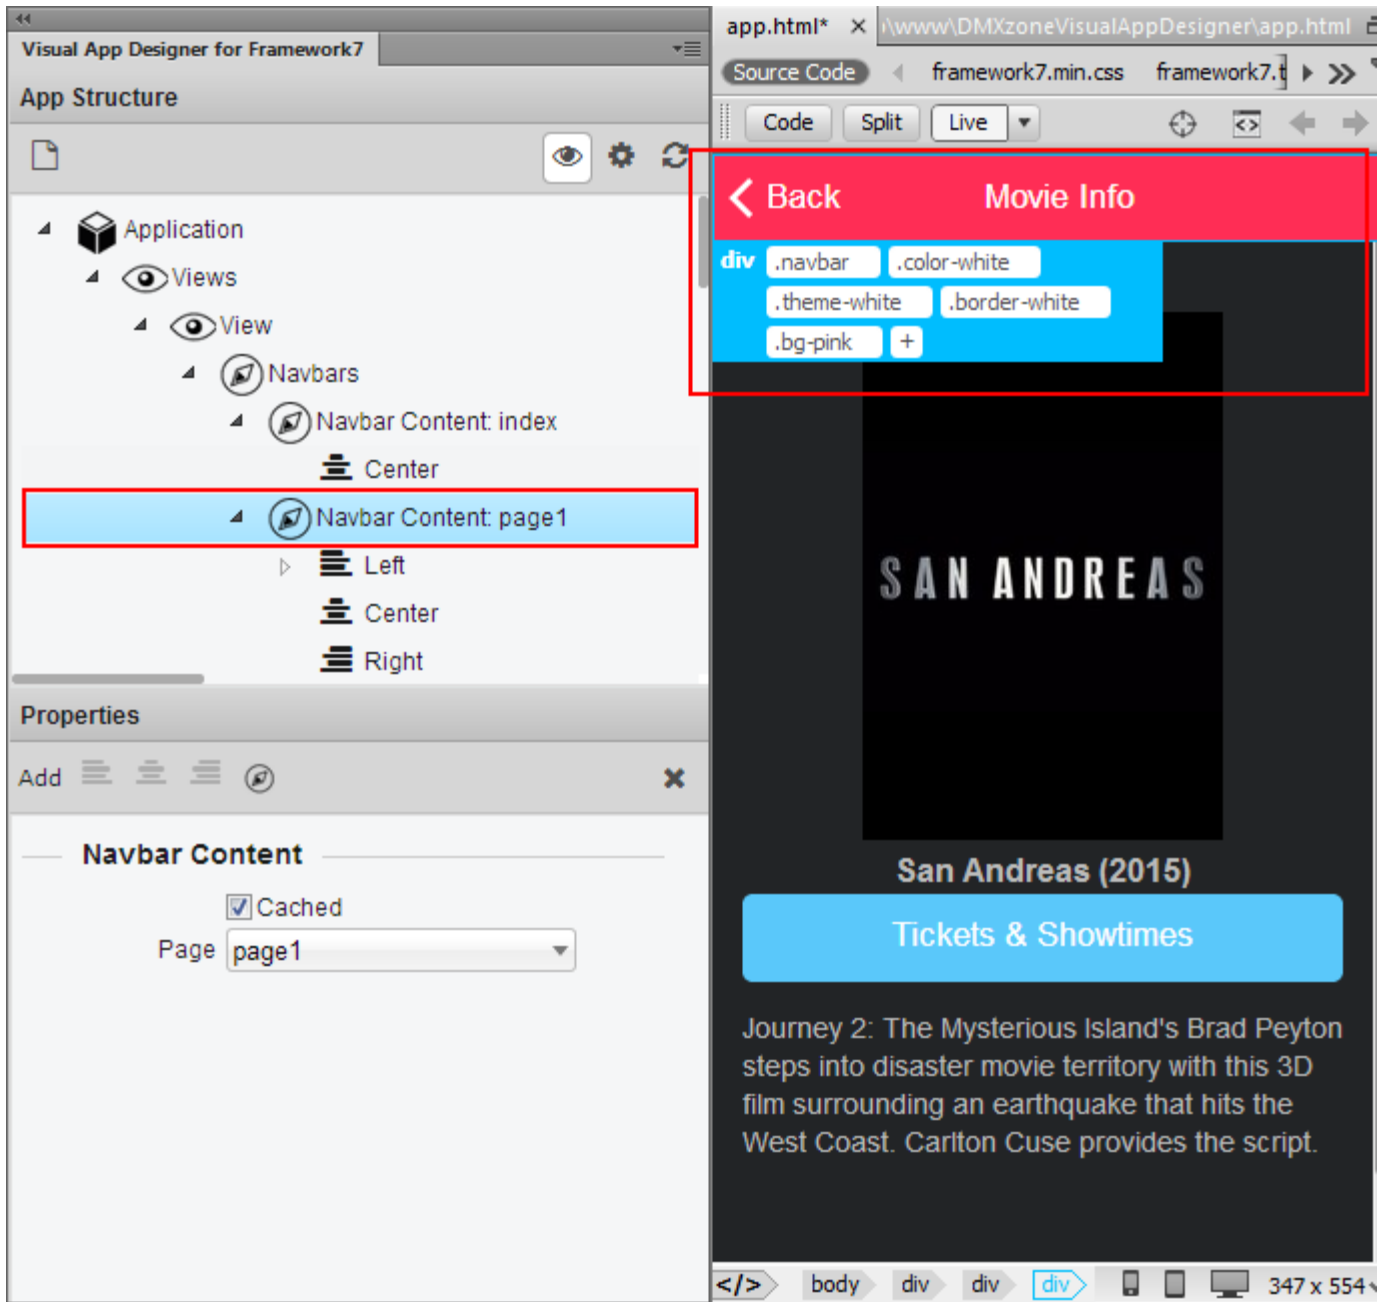 Visual App Designer for Framework7
App Structure
Application
Views
View
Navbars
Navbar Content: index
Center
Navbar Content: page1
Left
Center
Right
Properties
Add
Navbar Content
Cached
Page page1
app.html* \www\DMXzoneVisualAppDesigner\app.html
Source Code framework7.min.css framework7.t
Code Split Live
Back Movie Info
div .navbar .color-white
.theme-white .border-white
.bg-pink +
SAN ANDREAS
San Andreas (2015)
Tickets & Showtimes
Journey 2: The Mysterious Island's Brad Peyton
steps into disaster movie territory with this 3D
film surrounding an earthquake that hits the
West Coast. Carlton Cuse provides the script.
</> body div div div 347 x 554